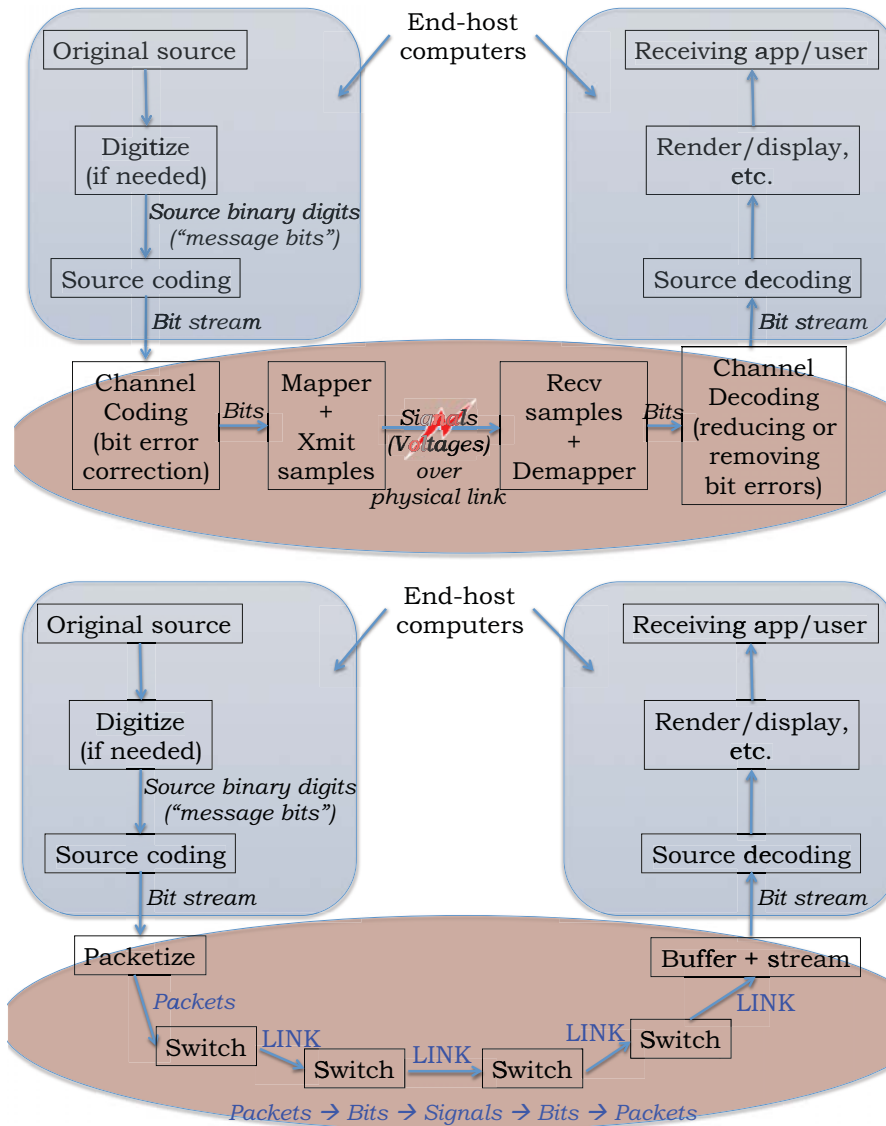 End-host
computers
Original source
Digitize
(if needed)
Source binary digits
(“message bits”)
Source coding
Bit stream
Receiving app/user
Render/display,
etc.
Source decoding
Bit stream
Channel
Coding
(bit error
correction)
Bits
Mapper
+
Xmit
samples
Signals
(Voltages)
over
physical link
Recv
samples
+
Demapper
Bits
Channel
Decoding
(reducing or
removing
bit errors)
End-host
computers
Original source
Digitize
(if needed)
Source binary digits
(“message bits”)
Source coding
Bit stream
Receiving app/user
Render/display,
etc.
Source decoding
Bit stream
Packetize
Packets
Switch
LINK
Switch
LINK
Switch
LINK
Switch
LINK
Buffer + stream
Packets → Bits → Signals → Bits → Packets